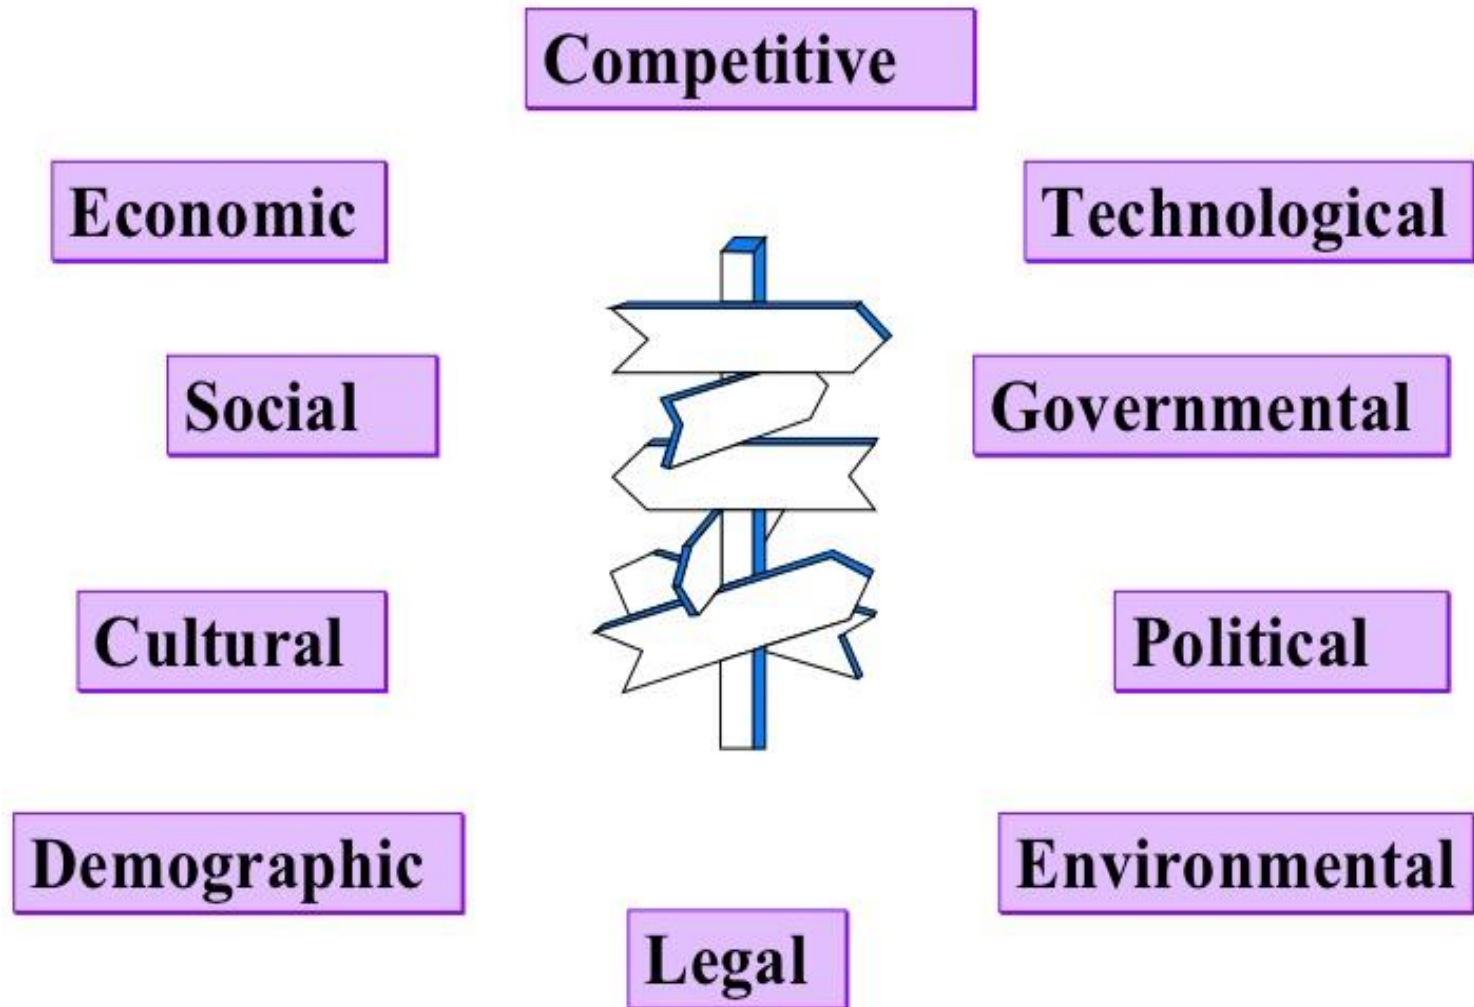 Competitive
Economic
Technological
Social
Governmental
Cultural
Political
Demographic
Environmental
Legal